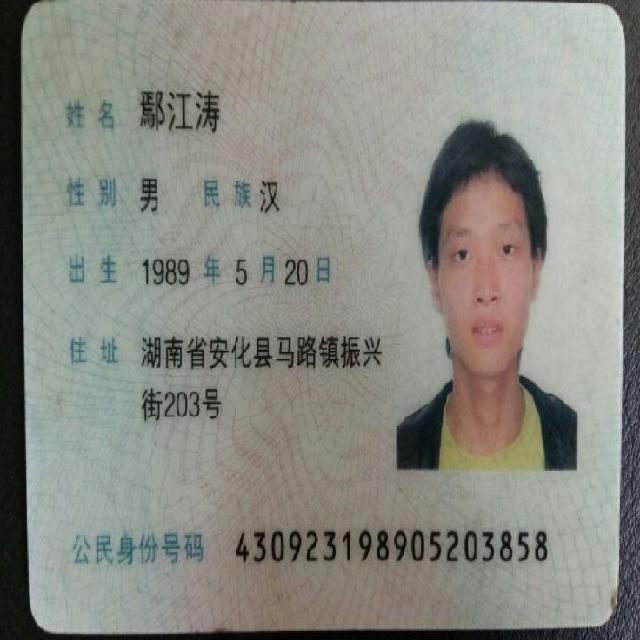 姓名 鄢江涛
性别 男 民族 汉
出生 1989 年 5 月 20 日
住址 湖南省安化县马路镇振兴
街203号
公民身份号码 430923198905203858